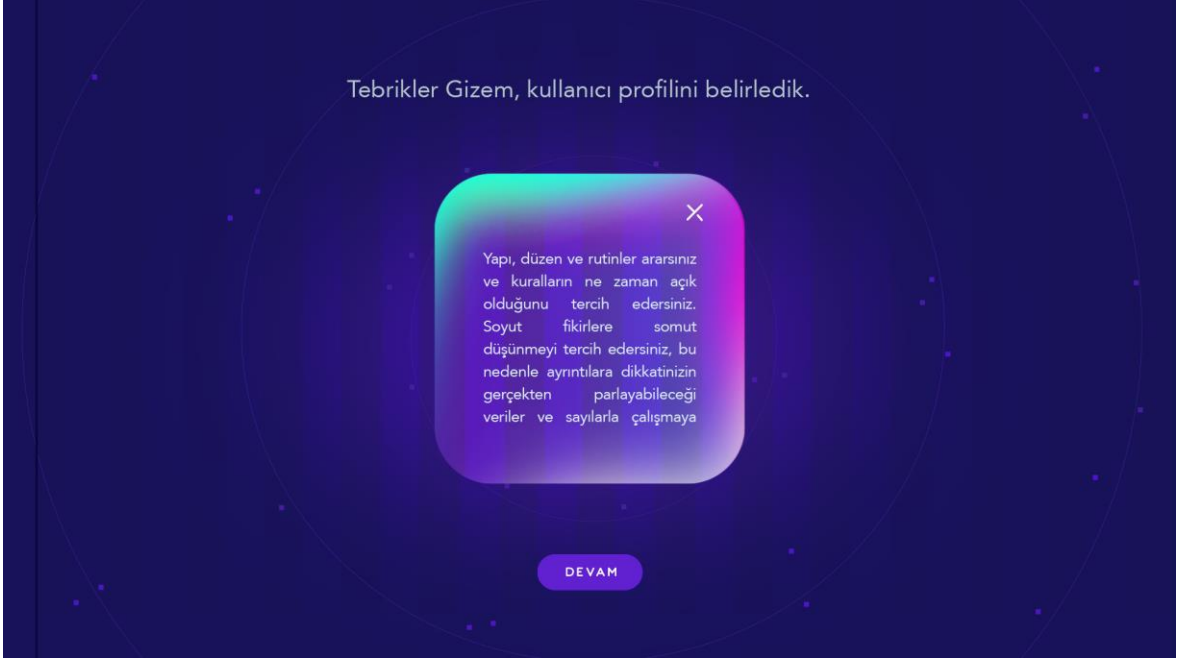 Tebrikler Gizem, kullanıcı profilini belirledik.
Yapı, düzen ve rutinler ararsınız
ve kuralların ne zaman açık
olduğunu tercih edersiniz.
Soyut fikirlere somut
düşünmeyi tercih edersiniz, bu
nedenle ayrıntılara dikkatinizin
gerçekten parlayabileceği
veriler ve sayılarla çalışmaya
DEVAM